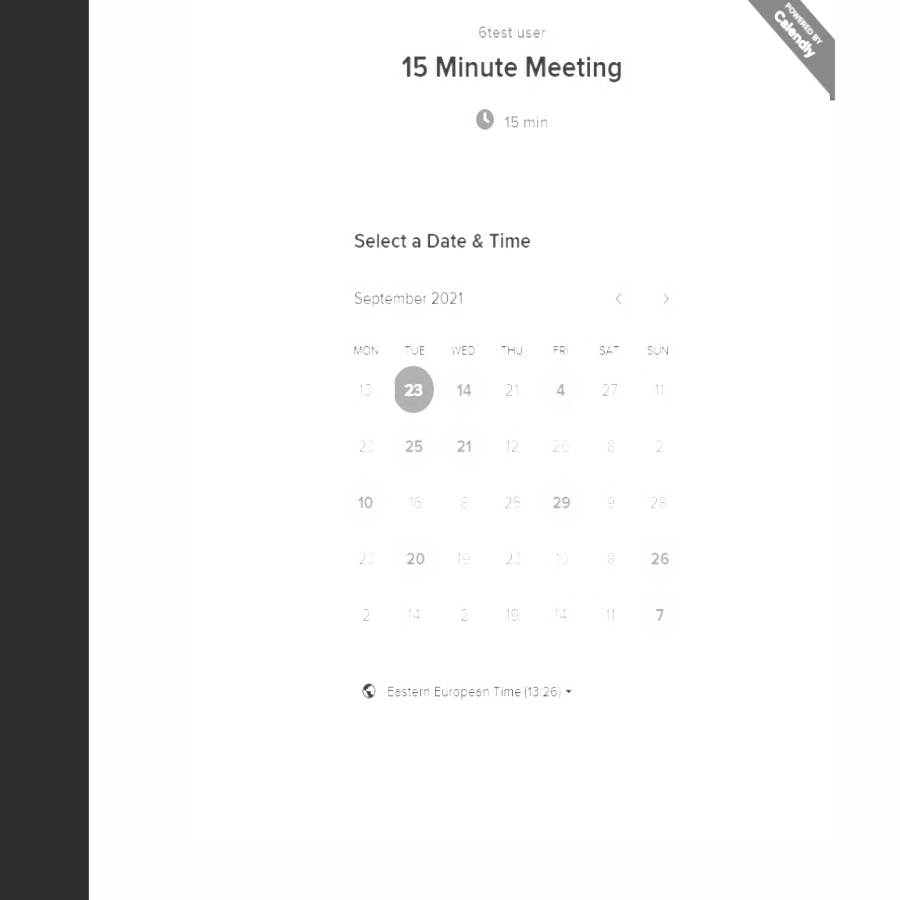 POWERED BY
Calendly
6test user
15 Minute Meeting
15 min
Select a Date & Time
September 2021
MON TUE WED THU FRI SAT SUN
13 23 14 21 4 27 11
25 21 12 20 8 2
10 16 8 25 29 9 28
20 19 23 10 8 26
2 14 2 19 14 11 7
Eastern European Time (13:26)